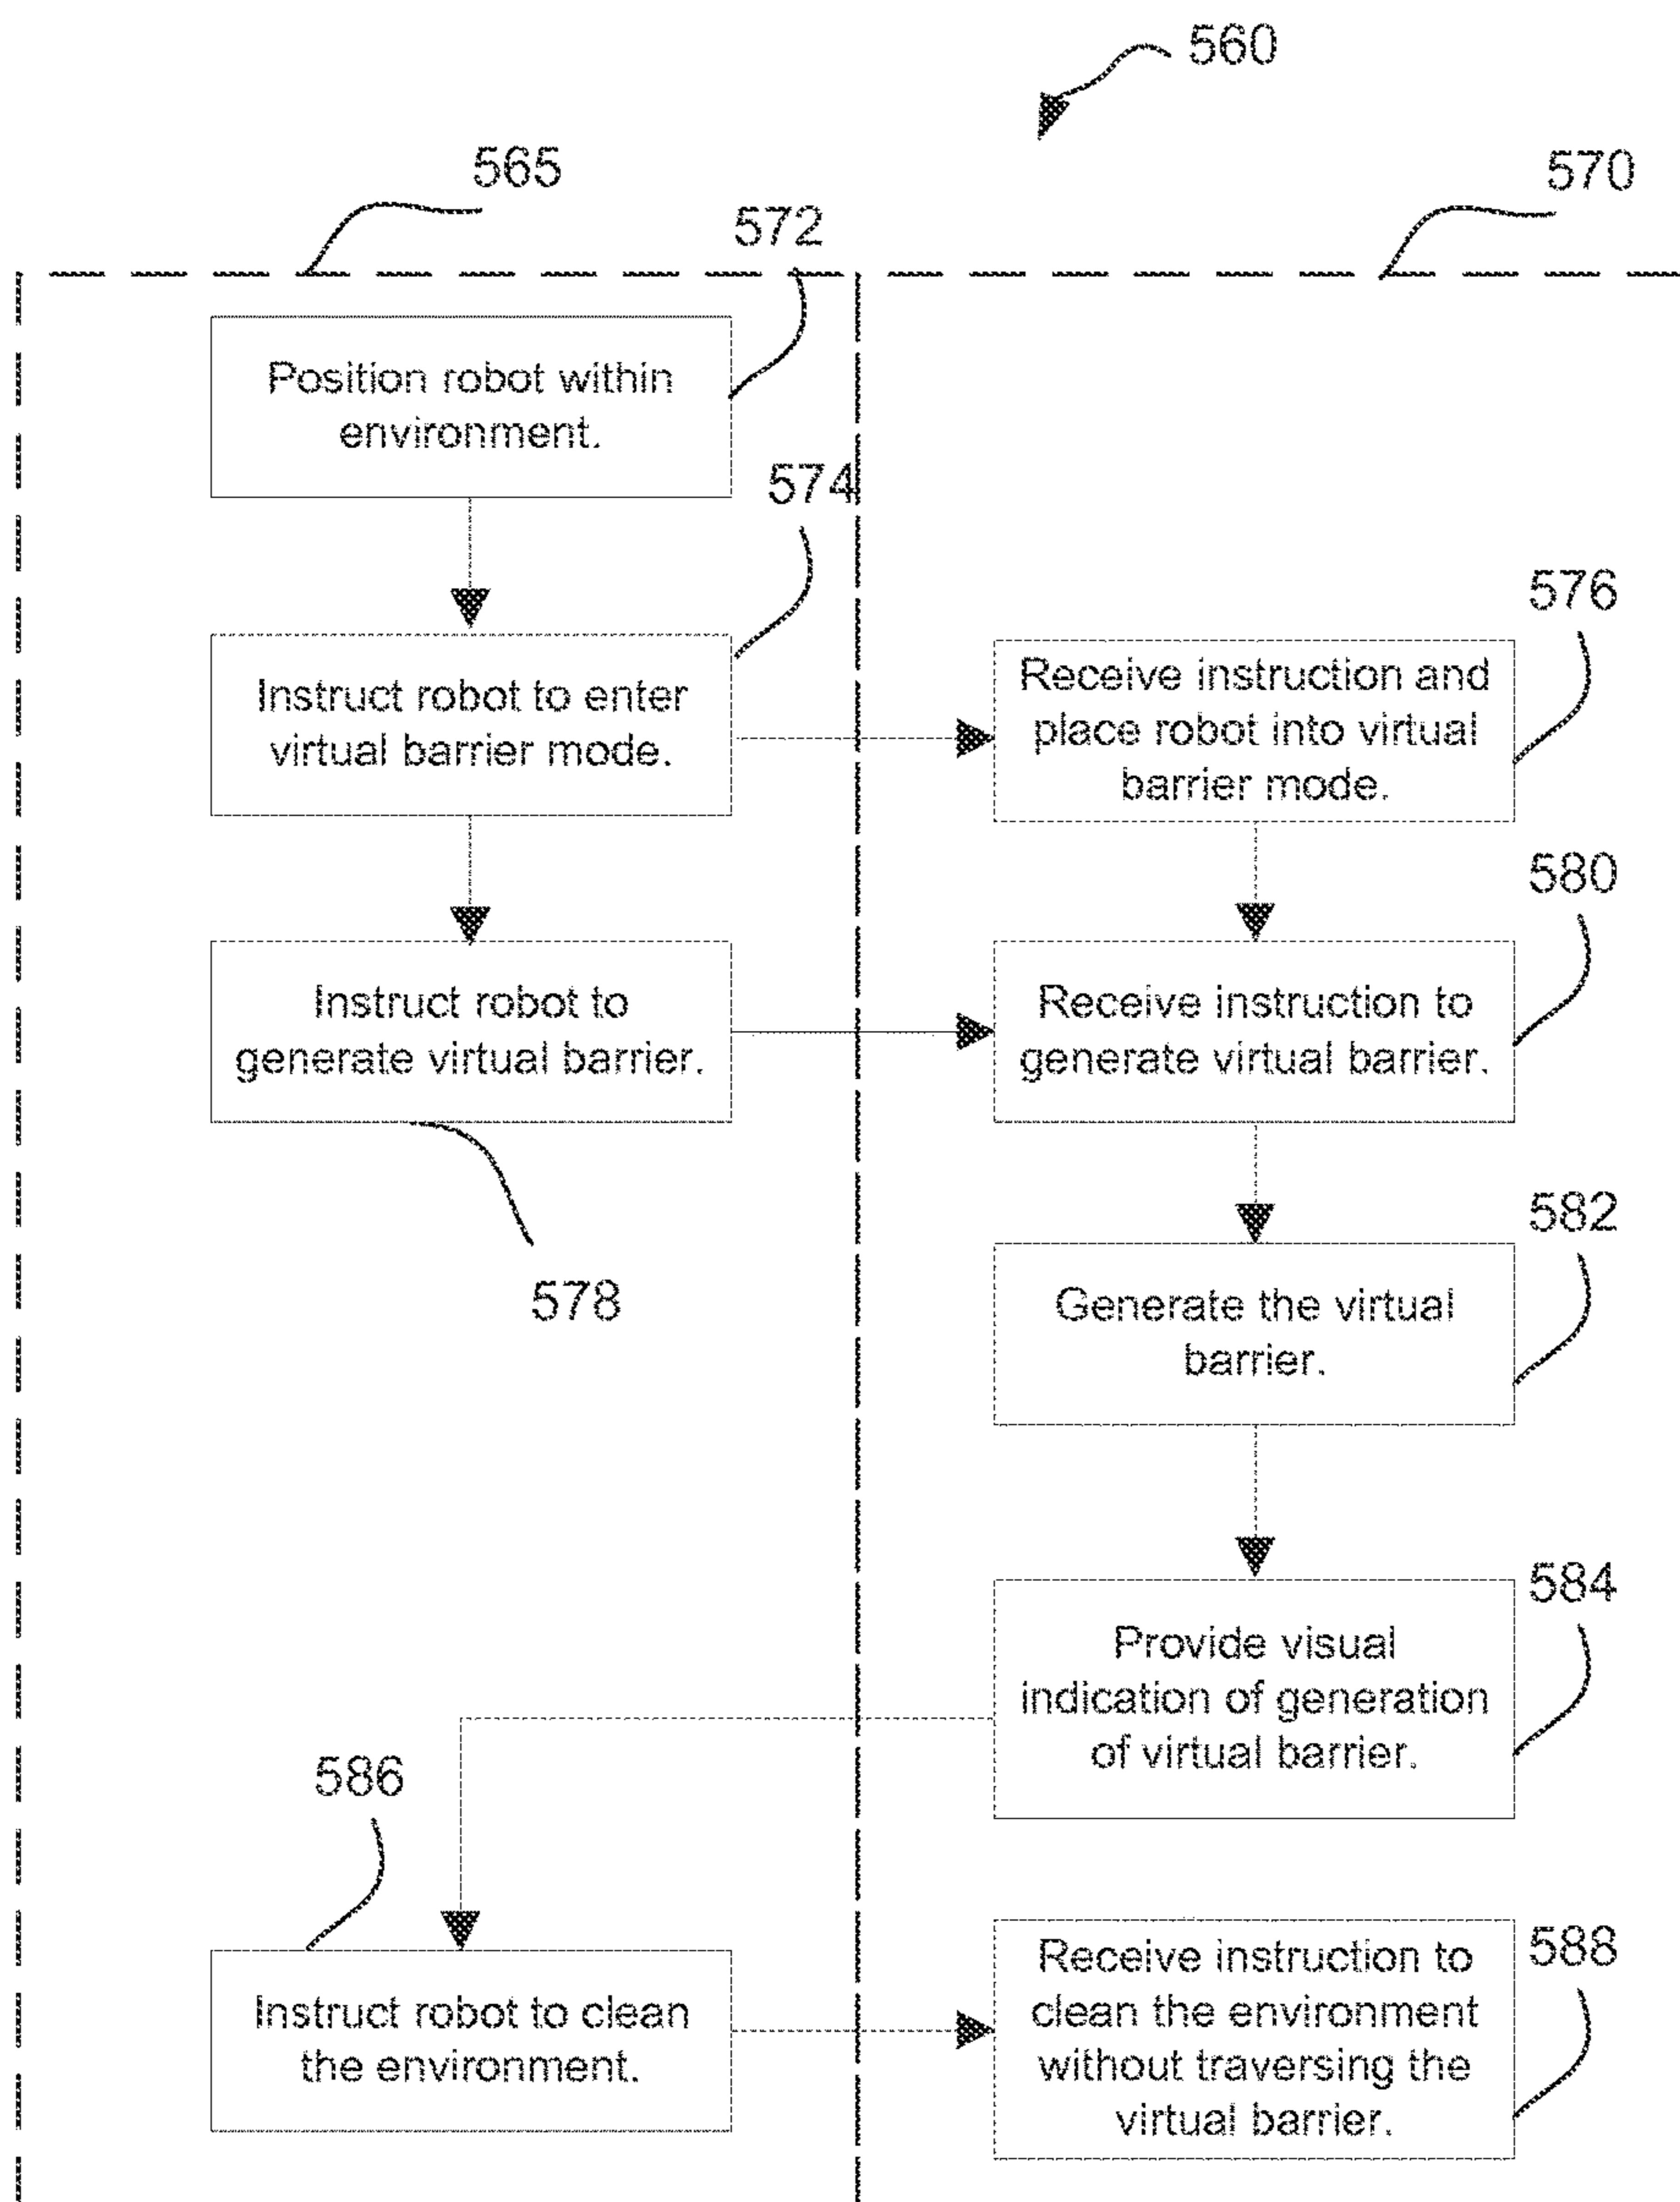 560
565
570
572
Position robot within
environment.
574
576
Instruct robot to enter
virtual barrier mode.
Receive instruction and
place robot into virtual
barrier mode.
580
Instruct robot to
generate virtual barrier.
Receive instruction to
generate virtual barrier.
578
582
Generate the virtual
barrier.
584
Provide visual
indication of generation
of virtual barrier.
586
Instruct robot to clean
the environment.
588
Receive instruction to
clean the environment
without traversing the
virtual barrier.